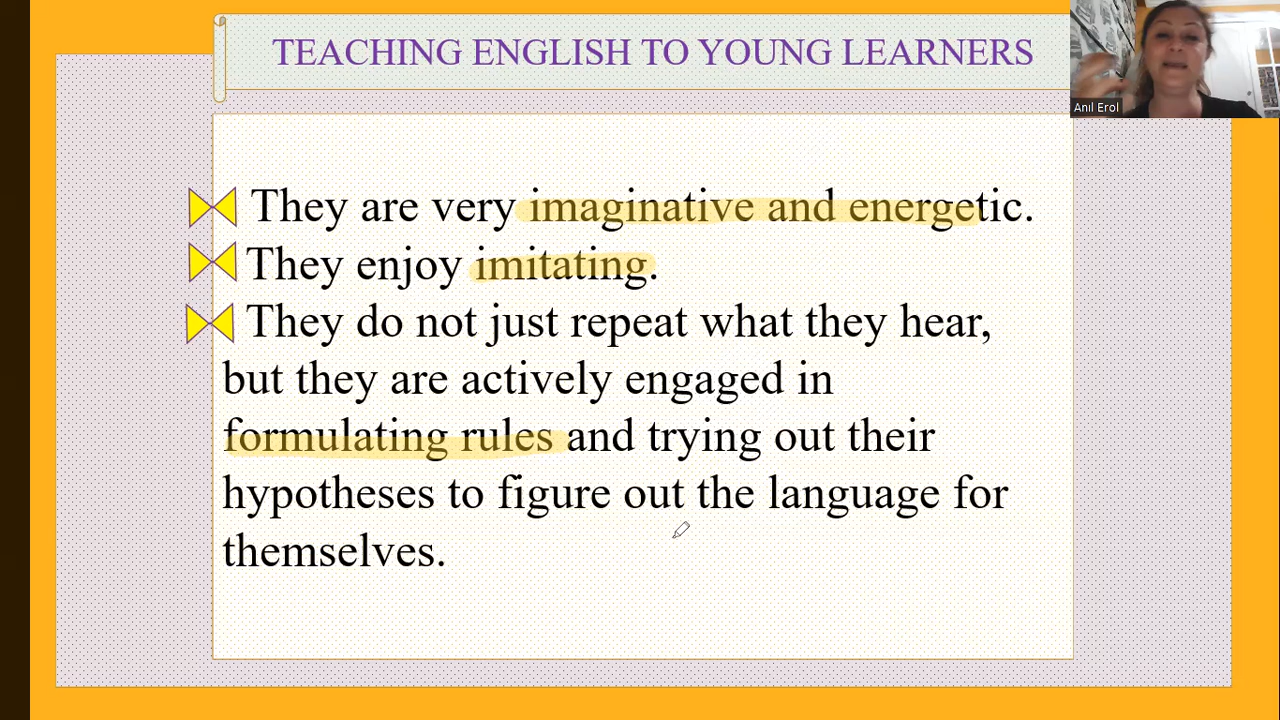 TEACHING ENGLISH TO YOUNG LEARNERS
Anıl Erol
They are very imaginative and energetic.
They enjoy imitating.
They do not just repeat what they hear,
but they are actively engaged in
formulating rules and trying out their
hypotheses to figure out the language for
themselves.